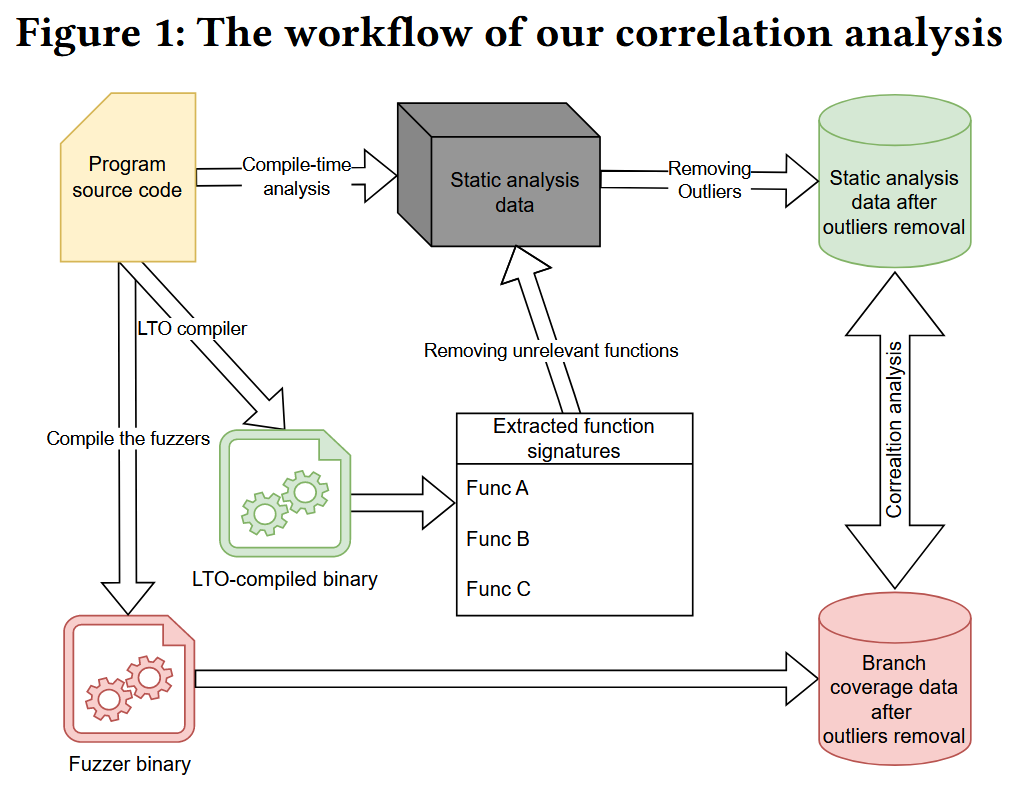 Figure 1: The workflow of our correlation analysis
Program
source code
Compile-time
analysis
Static analysis
data
Removing
Outliers
Static analysis
data after
outliers removal
LTO compiler
Removing unrelevant functions
Correaltion analysis
Compile the fuzzers
Extracted function
signatures
Func A
Func B
Func C
LTO-compiled binary
Branch
coverage data
after
outliers removal
Fuzzer binary